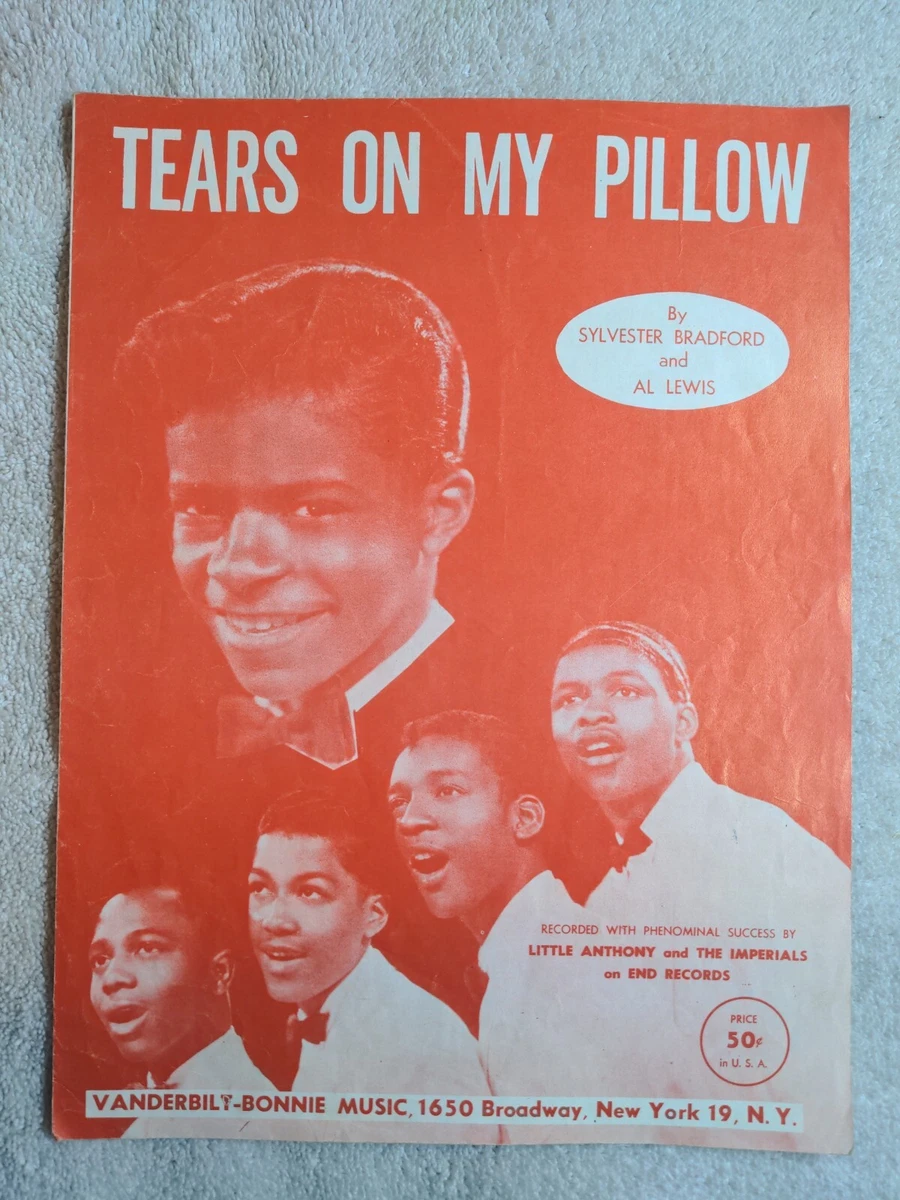 TEARS ON MY PILLOW
By
SYLVESTER BRADFORD
and
AL LEWIS
RECORDED WITH PHENOMINAL SUCCESS BY
LITTLE ANTHONY and THE IMPERIALS
on END RECORDS
PRICE
50¢
in U. S. A.
VANDERBILT-BONNIE MUSIC, 1650 Broadway, New York 19, N. Y.